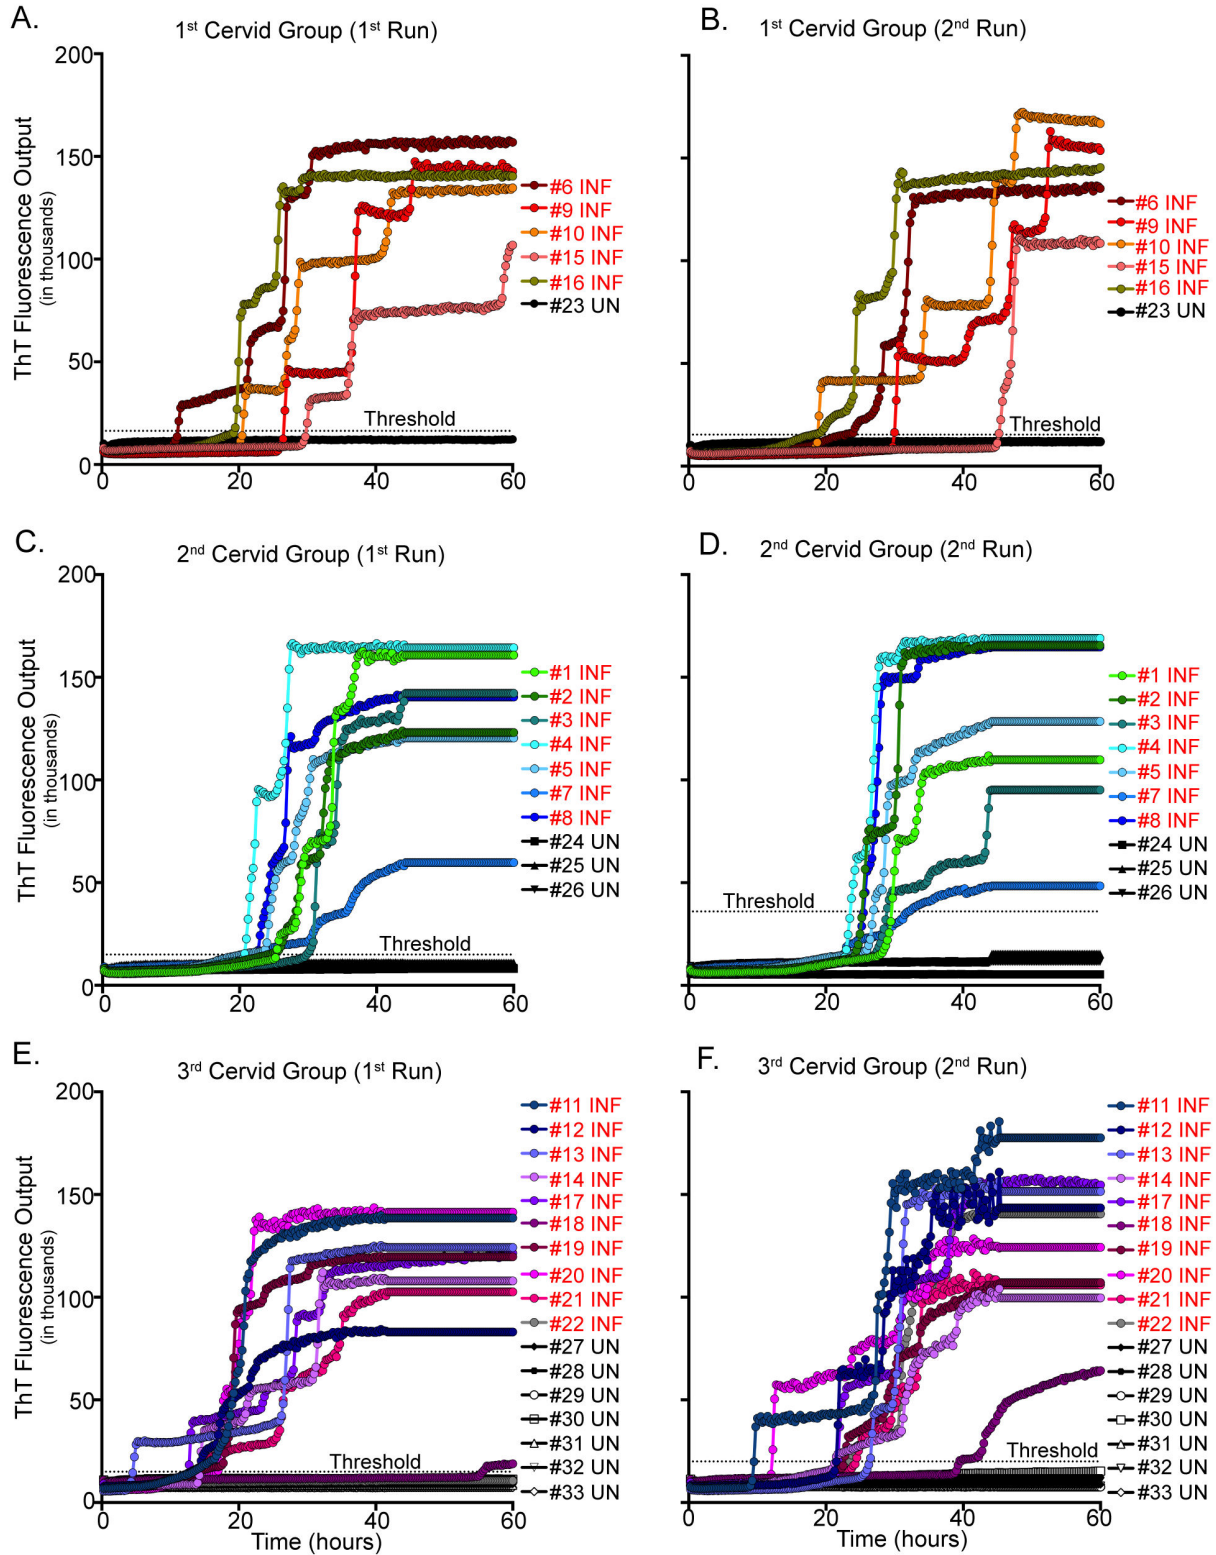 A.
1st Cervid Group (1st Run)
200
150
100
50
0
0
20
40
60
ThT Fluorescence Output
(in thousands)
Threshold
#6 INF
#9 INF
#10 INF
#15 INF
#16 INF
#23 UN
B.
1st Cervid Group (2nd Run)
20
40
60
Threshold
#6 INF
#9 INF
#10 INF
#15 INF
#16 INF
#23 UN
C.
2nd Cervid Group (1st Run)
200
150
100
50
0
0
20
40
60
ThT Fluorescence Output
(in thousands)
Threshold
#1 INF
#2 INF
#3 INF
#4 INF
#5 INF
#7 INF
#8 INF
#24 UN
#25 UN
#26 UN
D.
2nd Cervid Group (2nd Run)
0
20
40
60
Threshold
#1 INF
#2 INF
#3 INF
#4 INF
#5 INF
#7 INF
#8 INF
#24 UN
#25 UN
#26 UN
E.
3rd Cervid Group (1st Run)
200
150
100
50
0
0
20
40
60
ThT Fluorescence Output
(in thousands)
Time (hours)
Threshold
#11 INF
#12 INF
#13 INF
#14 INF
#17 INF
#18 INF
#19 INF
#20 INF
#21 INF
#22 INF
#27 UN
#28 UN
#29 UN
#30 UN
#31 UN
#32 UN
#33 UN
F.
3rd Cervid Group (2nd Run)
0
20
40
60
Time (hours)
Threshold
#11 INF
#12 INF
#13 INF
#14 INF
#17 INF
#18 INF
#19 INF
#20 INF
#21 INF
#22 INF
#27 UN
#28 UN
#29 UN
#30 UN
#31 UN
#32 UN
#33 UN